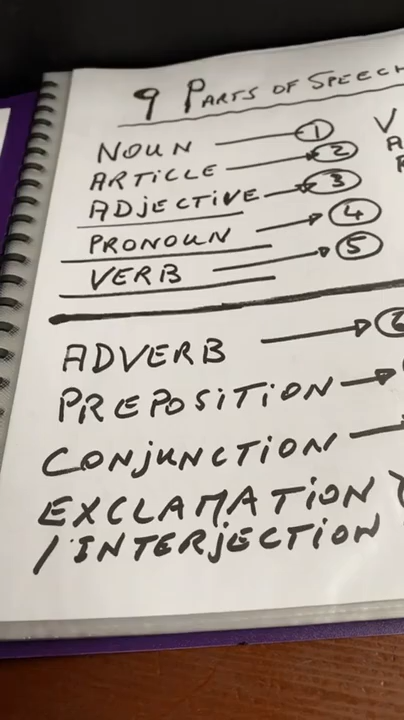 9 PARTS OF SPEECH
NOUN 1
ARTICLE 2
ADJECTIVE 3
PRONOUN 4
VERB 5
ADVERB 6
PREPOSITION
CONJUNCTION
EXCLAMATION
/INTERJECTION